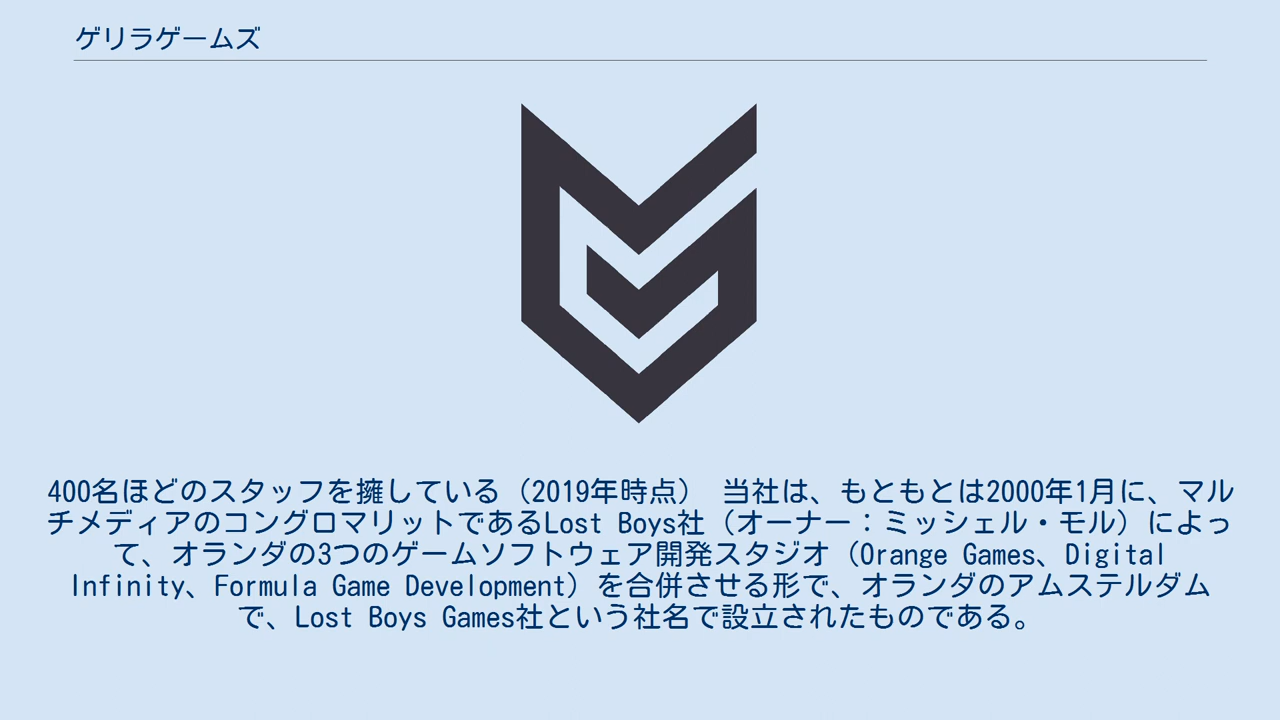 ゲリラゲームズ
400名ほどのスタッフを擁している（2019年時点） 当社は、もともとは2000年1月に、マル
チメディアのコングロマリットであるLost Boys社（オーナー：ミッシェル・モル）によっ
て、オランダの3つのゲームソフトウェア開発スタジオ（Orange Games、Digital
Infinity、Formula Game Development）を合併させる形で、オランダのアムステルダム
で、Lost Boys Games社という社名で設立されたものである。